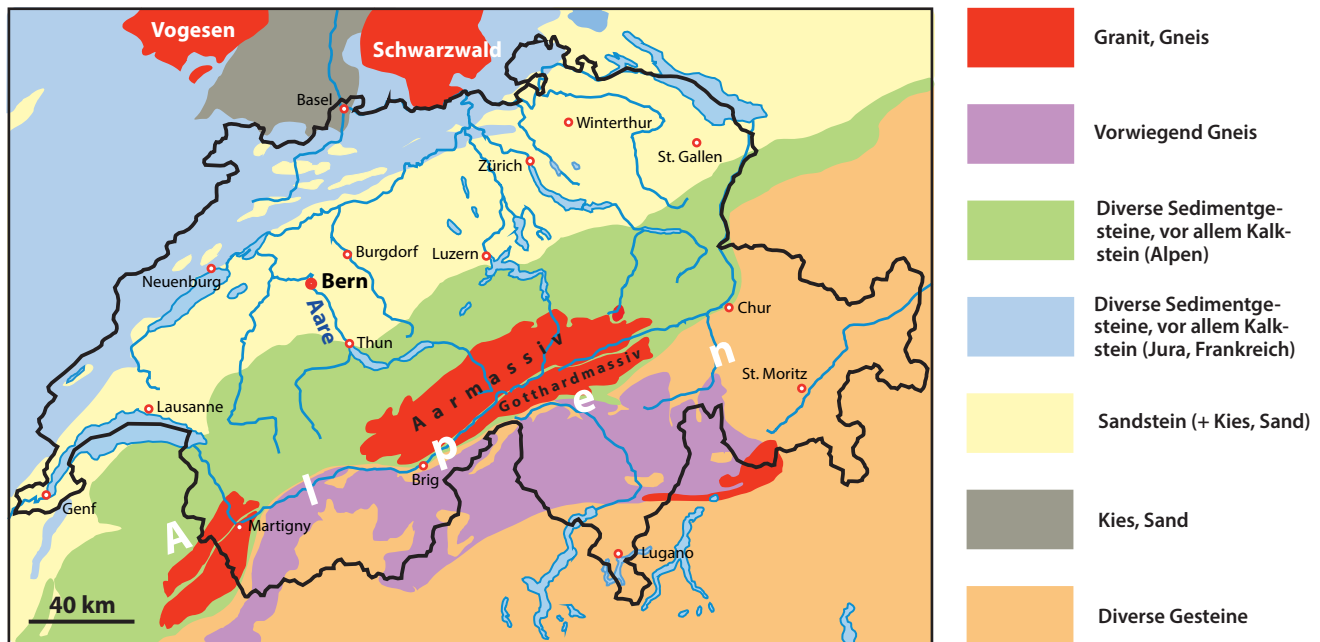 Vogesen
Schwarzwald
Basel
Winterthur
St. Gallen
Zürich
Burgdorf
Luzern
Neuenburg
Bern
Aare
Thun
Chur
Aarmassiv
Gotthardmassiv
St. Moritz
Lausanne
Alpen
Brig
Genf
Martigny
Lugano
40 km
Granit, Gneis
Vorwiegend Gneis
Diverse Sedimentge-
steine, vor allem Kalk-
stein (Alpen)
Diverse Sedimentge-
steine, vor allem Kalk-
stein (Jura, Frankreich)
Sandstein (+ Kies, Sand)
Kies, Sand
Diverse Gesteine